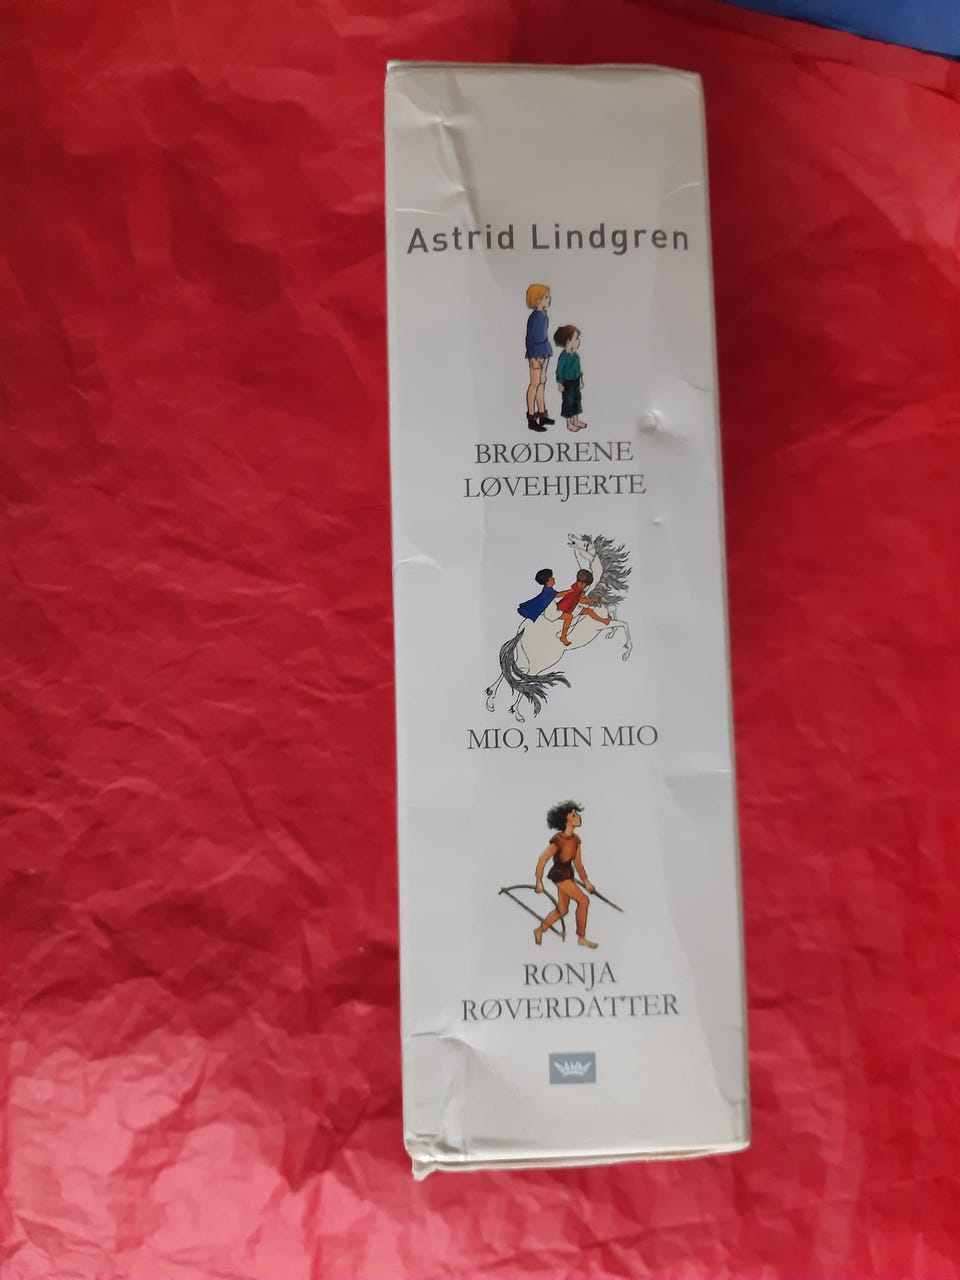 Astrid Lindgren
BRØDRENE
LØVEHJERTE
MIO, MIN MIO
RONJA
RØVERDATTER